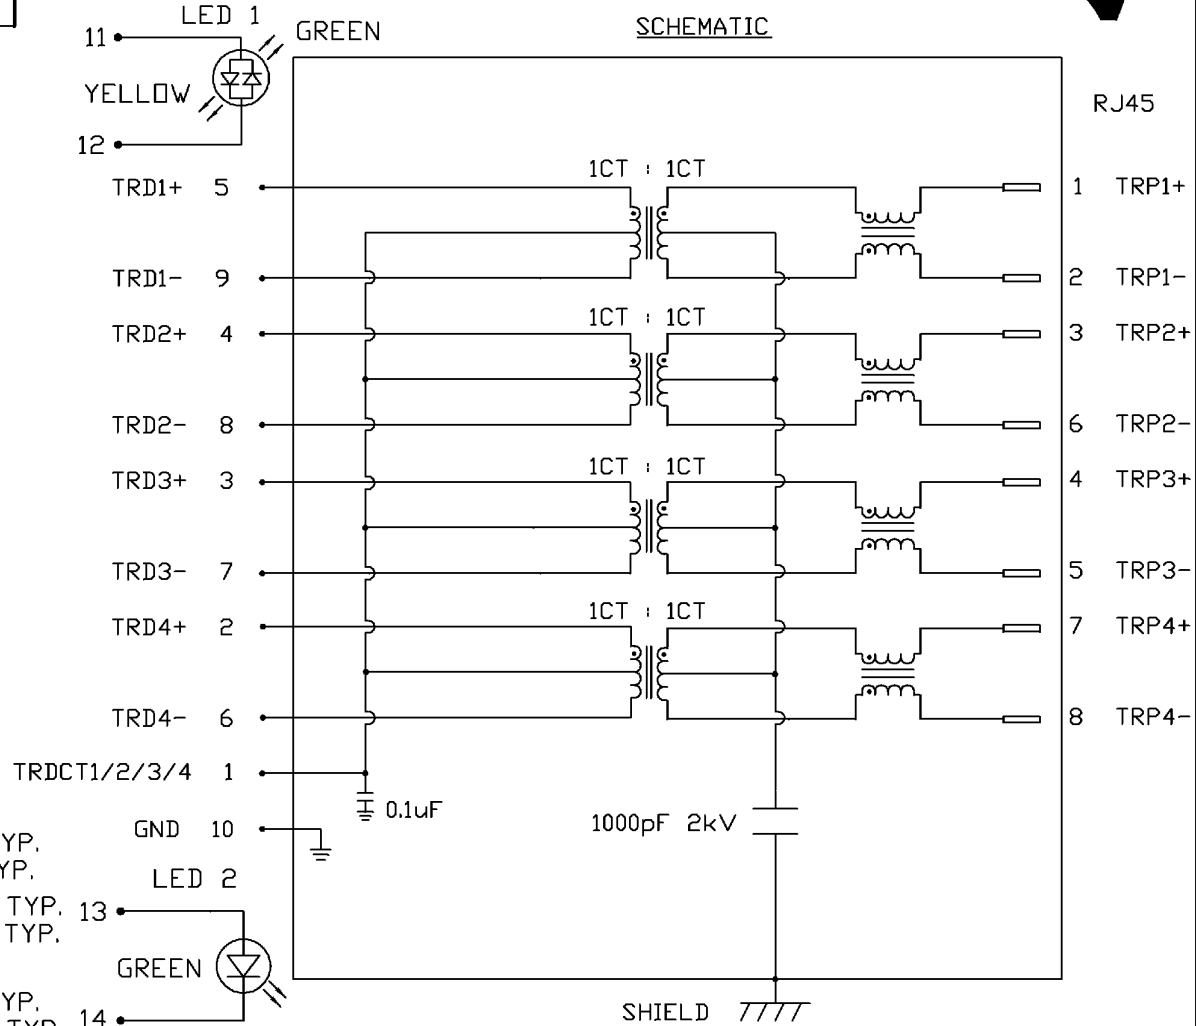 LED 1
SCHEMATIC
11
GREEN
YELLOW
RJ45
12
1CT : 1CT
TRD1+ 5
1 TRP1+
TRD1- 9
2 TRP1-
1CT : 1CT
TRD2+ 4
3 TRP2+
TRD2- 8
6 TRP2-
1CT : 1CT
TRD3+ 3
4 TRP3+
TRD3- 7
5 TRP3-
1CT : 1CT
TRD4+ 2
7 TRP4+
TRD4- 6
8 TRP4-
TRDCT1/2/3/4 1
0.1uF
1000pF 2kV
GND 10
YP.
YP.
LED 2
TYP. 13
TYP.
GREEN
YP.
14
SHIELD